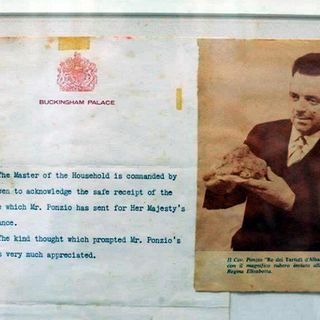 BUCKINGHAM PALACE
The Master of the Household is commanded by
to acknowledge the safe receipt of the
which Mr. Ponzio has sent for Her Majesty's
The kind thought which prompted Mr. Ponzio's
very much appreciated.
Il Cav. Ponzio "Re dei Tartufi d'Alba
con il magnifico tubero inviato alla
Regina Elisabetta.